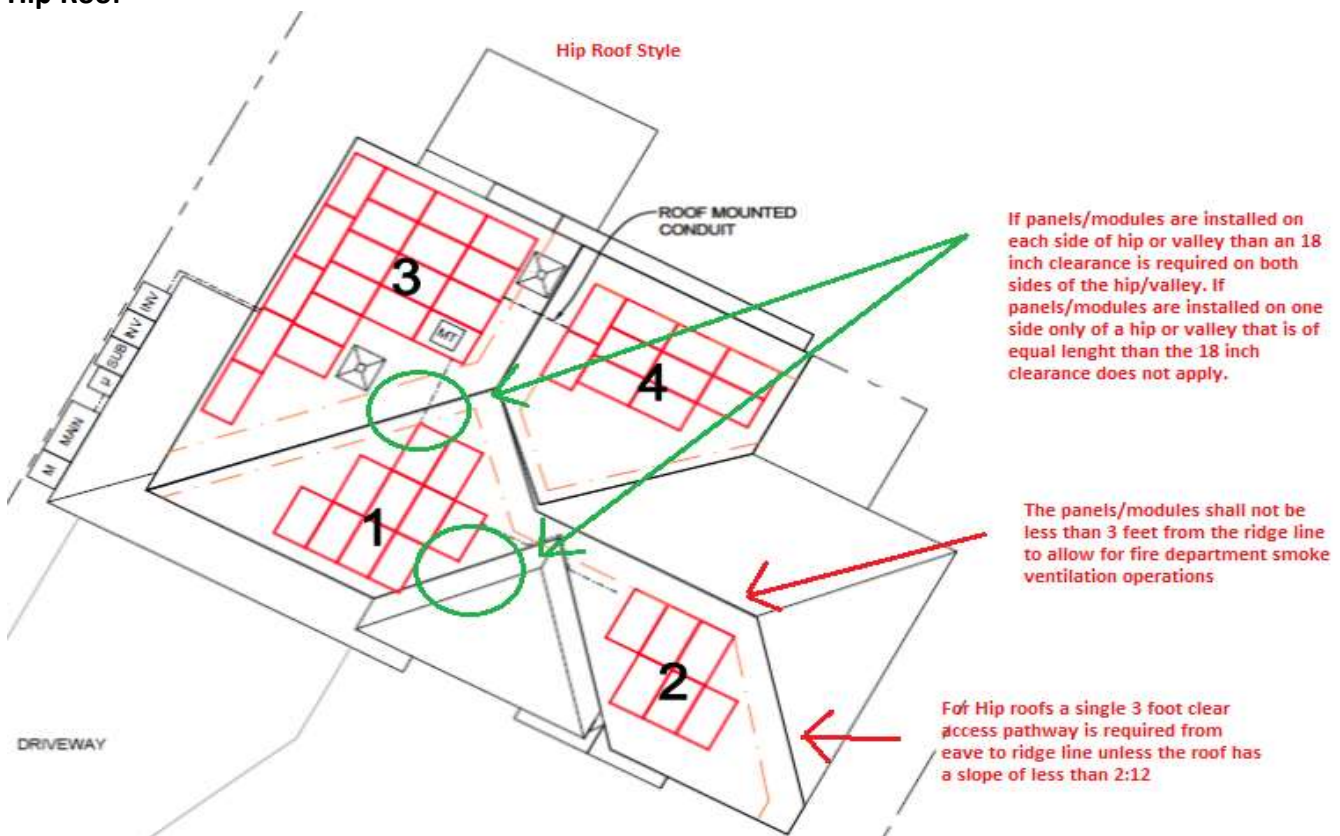 Hip Roof
Hip Roof Style
ROOF MOUNTED
CONDUIT
3
MT
4
1
2
INV
INV
SUB
µ
MAIN
M
DRIVEWAY
If panels/modules are installed on
each side of hip or valley than an 18
inch clearance is required on both
sides of the hip/valley. If
panels/modules are installed on one
side only of a hip or valley that is of
equal lenght than the 18 inch
clearance does not apply.
The panels/modules shall not be
less than 3 feet from the ridge line
to allow for fire department smoke
ventilation operations
For Hip roofs a single 3 foot clear
access pathway is required from
eave to ridge line unless the roof has
a slope of less than 2:12